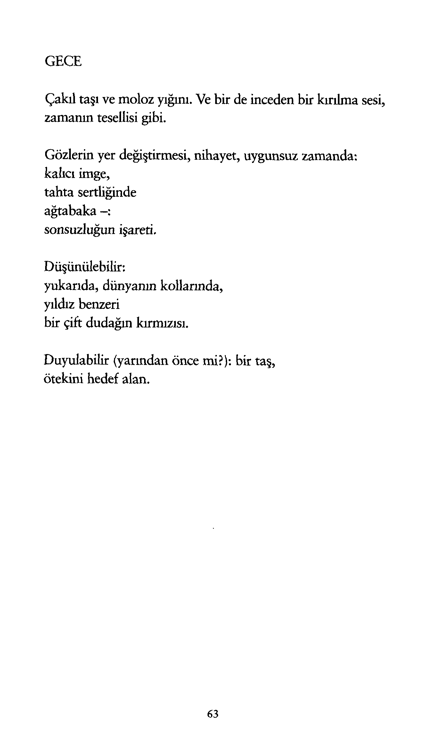 GECE
Çakıl taşı ve moloz yığını. Ve bir de inceden bir kırılma sesi,
zamanın tesellisi gibi.
Gözlerin yer değiştirmesi, nihayet, uygunsuz zamanda:
kalıcı imge,
tahta sertliğinde
ağtabaka –:
sonsuzluğun işareti.
Düşünülebilir:
yukarıda, dünyanın kollarında,
yıldız benzeri
bir çift dudağın kırmızısı.
Duyulabilir (yarından önce mi?): bir taş,
ötekini hedef alan.
63